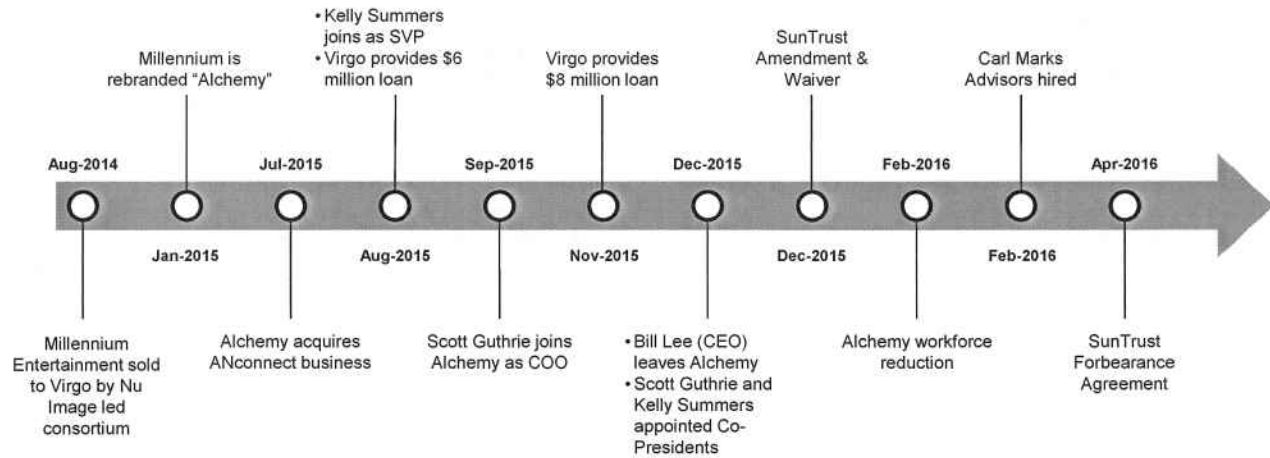 • Kelly Summers
joins as SVP
• Virgo provides $6
million loan
Millennium is
rebranded “Alchemy”
Virgo provides
$8 million loan
SunTrust
Amendment &
Waiver
Carl Marks
Advisors hired
Aug-2014
Jul-2015
Sep-2015
Dec-2015
Feb-2016
Apr-2016
Jan-2015
Aug-2015
Nov-2015
Dec-2015
Feb-2016
Millennium
Entertainment sold
to Virgo by Nu
Image led
consortium
Alchemy acquires
ANconnect business
Scott Guthrie joins
Alchemy as COO
• Bill Lee (CEO)
leaves Alchemy
• Scott Guthrie and
Kelly Summers
appointed Co-
Presidents
Alchemy workforce
reduction
SunTrust
Forbearance
Agreement